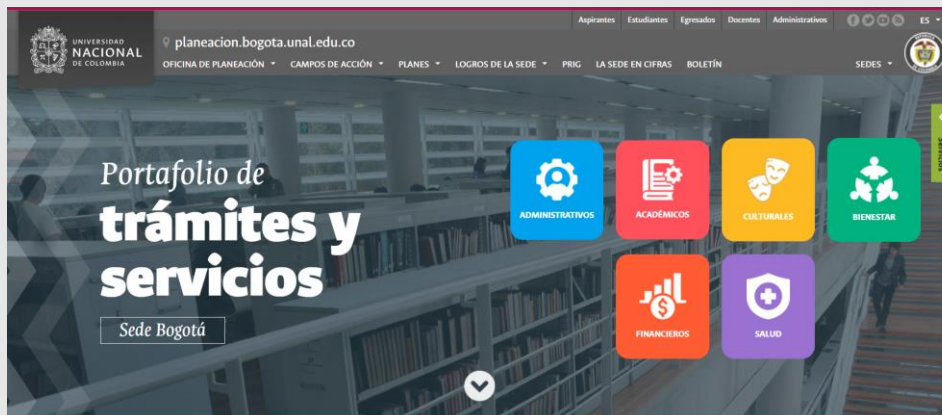 Aspirantes Estudiantes Egresados Docentes Administrativos ES
UNIVERSIDAD
NACIONAL
DE COLOMBIA
planeacion.bogota.unal.edu.co
OFICINA DE PLANEACIÓN CAMPOS DE ACCIÓN PLANES LOGROS DE LA SEDE PRIG LA SEDE EN CIFRAS BOLETÍN SEDES
Portafolio de
trámites y
servicios
Sede Bogotá
ADMINISTRATIVOS
ACADÉMICOS
CULTURALES
BIENESTAR
FINANCIEROS
SALUD